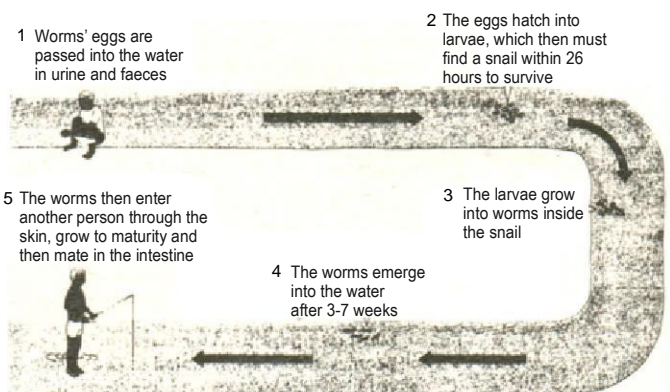 1 Worms' eggs are
passed into the water
in urine and faeces
2 The eggs hatch into
larvae, which then must
find a snail within 26
hours to survive
3 The larvae grow
into worms inside
the snail
4 The worms emerge
into the water
after 3-7 weeks
5 The worms then enter
another person through the
skin, grow to maturity and
then mate in the intestine